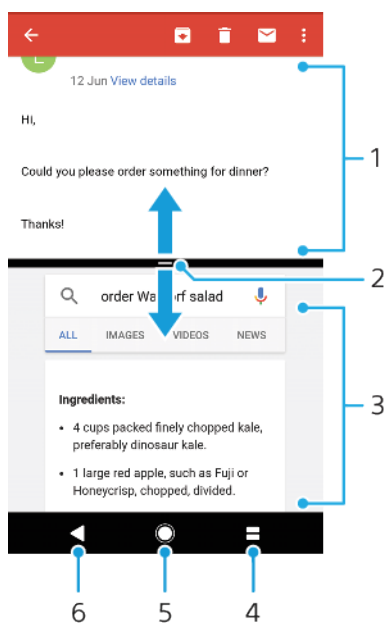 12 Jun View details
Hi,
Could you please order something for dinner?
Thanks!
order Wa rf salad
ALL IMAGES VIDEOS NEWS
Ingredients:
• 4 cups packed finely chopped kale,
preferably dinosaur kale.
• 1 large red apple, such as Fuji or
Honeycrisp, chopped, divided.
1
2
3
6 5 4